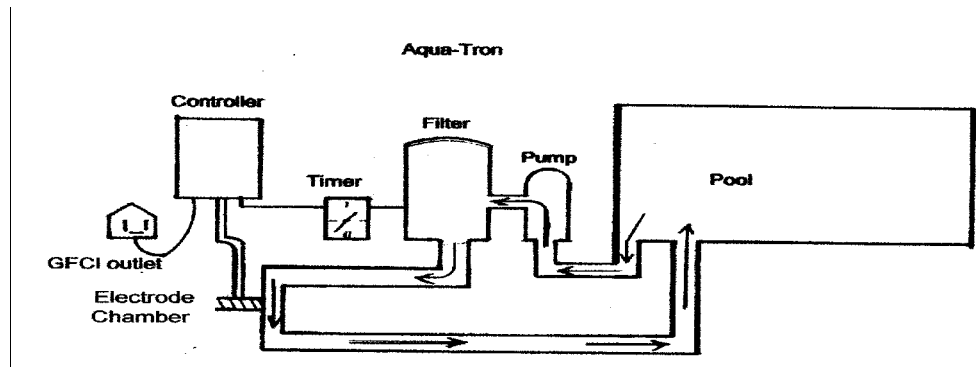 Aqua-Tron
Controller
Filter
Pump
Timer
Pool
GFCI outlet
Electrode
Chamber